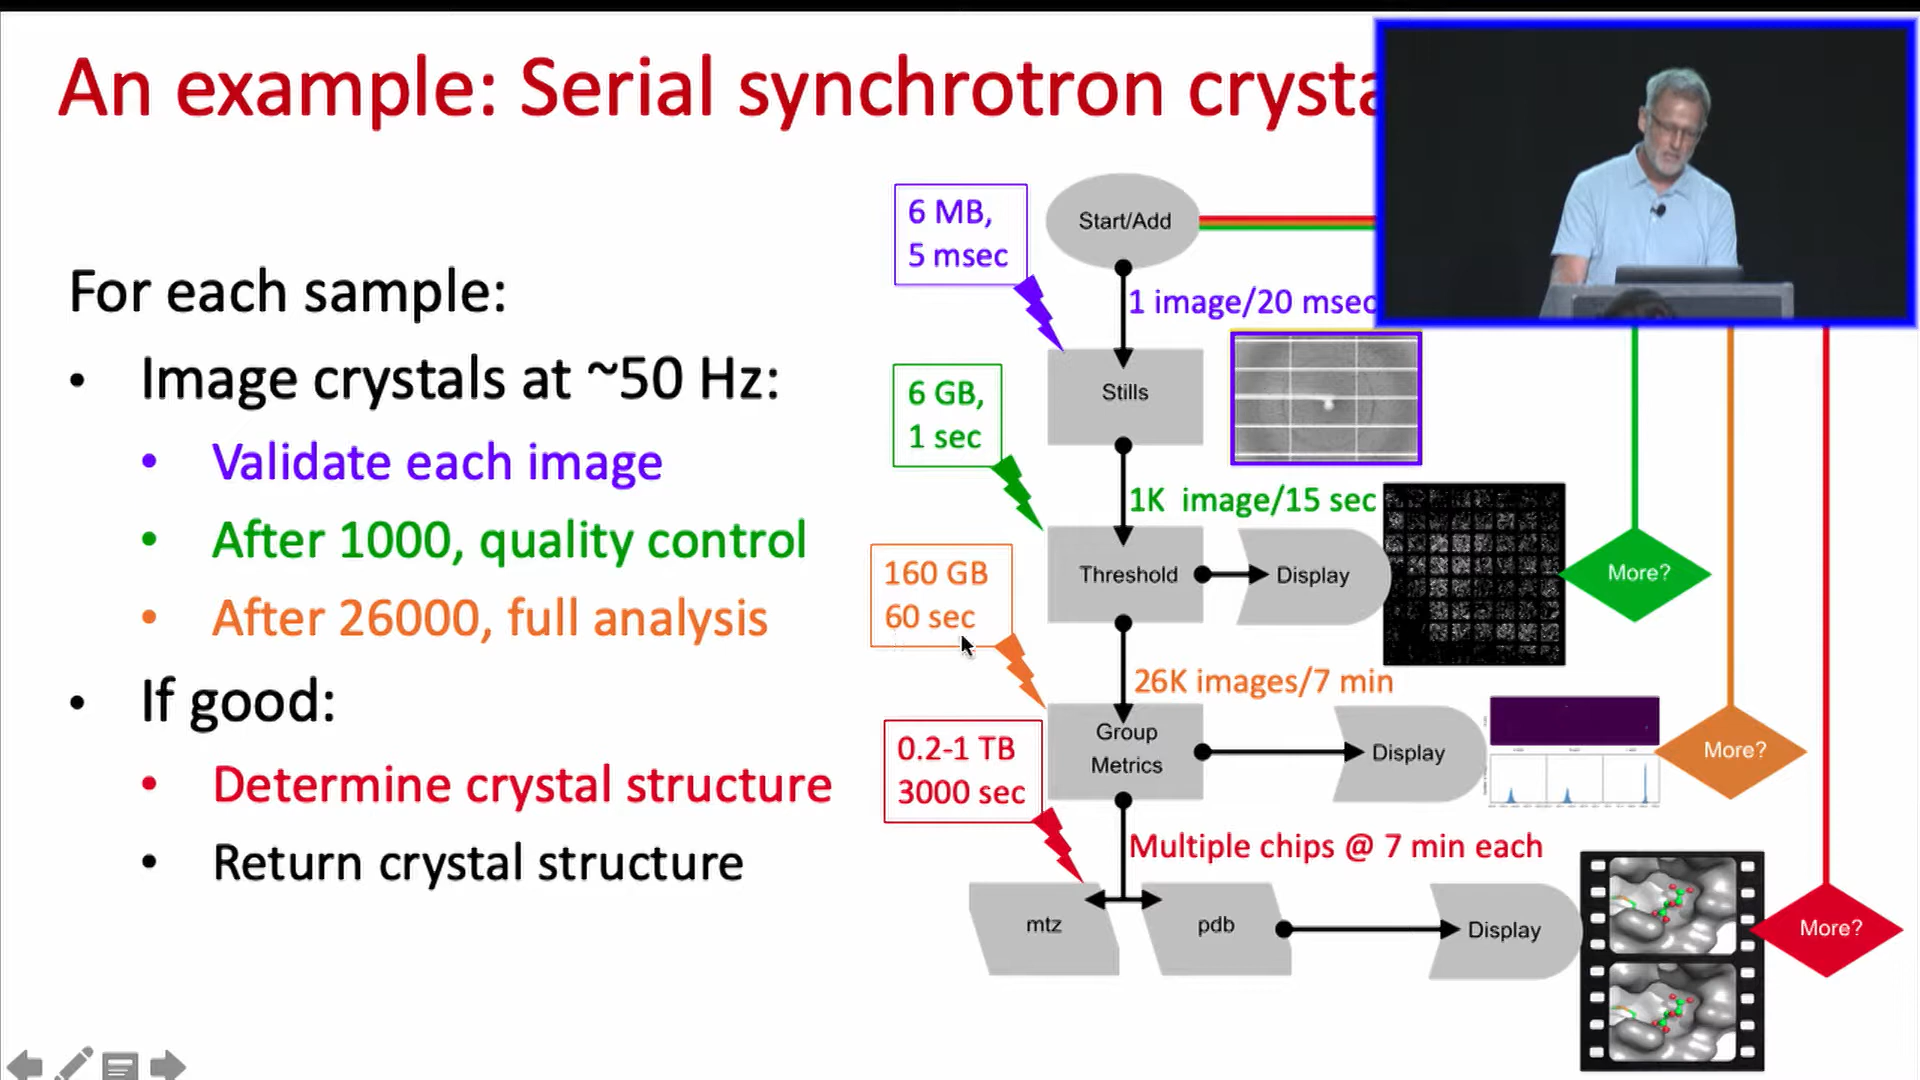 An example: Serial synchrotron
For each sample:
• Image crystals at ~50 Hz:
• Validate each image
• After 1000, quality control
• After 26000, full analysis
• If good:
• Determine crystal structure
• Return crystal structure
6 MB,
5 msec
Start/Add
1 image/20 msec
6 GB,
1 sec
Stills
1K image/15 sec
160 GB
60 sec
Threshold
Display
More?
26K images/7 min
0.2-1 TB
3000 sec
Group
Metrics
Display
More?
Multiple chips @ 7 min each
mtz
pdb
Display
More?